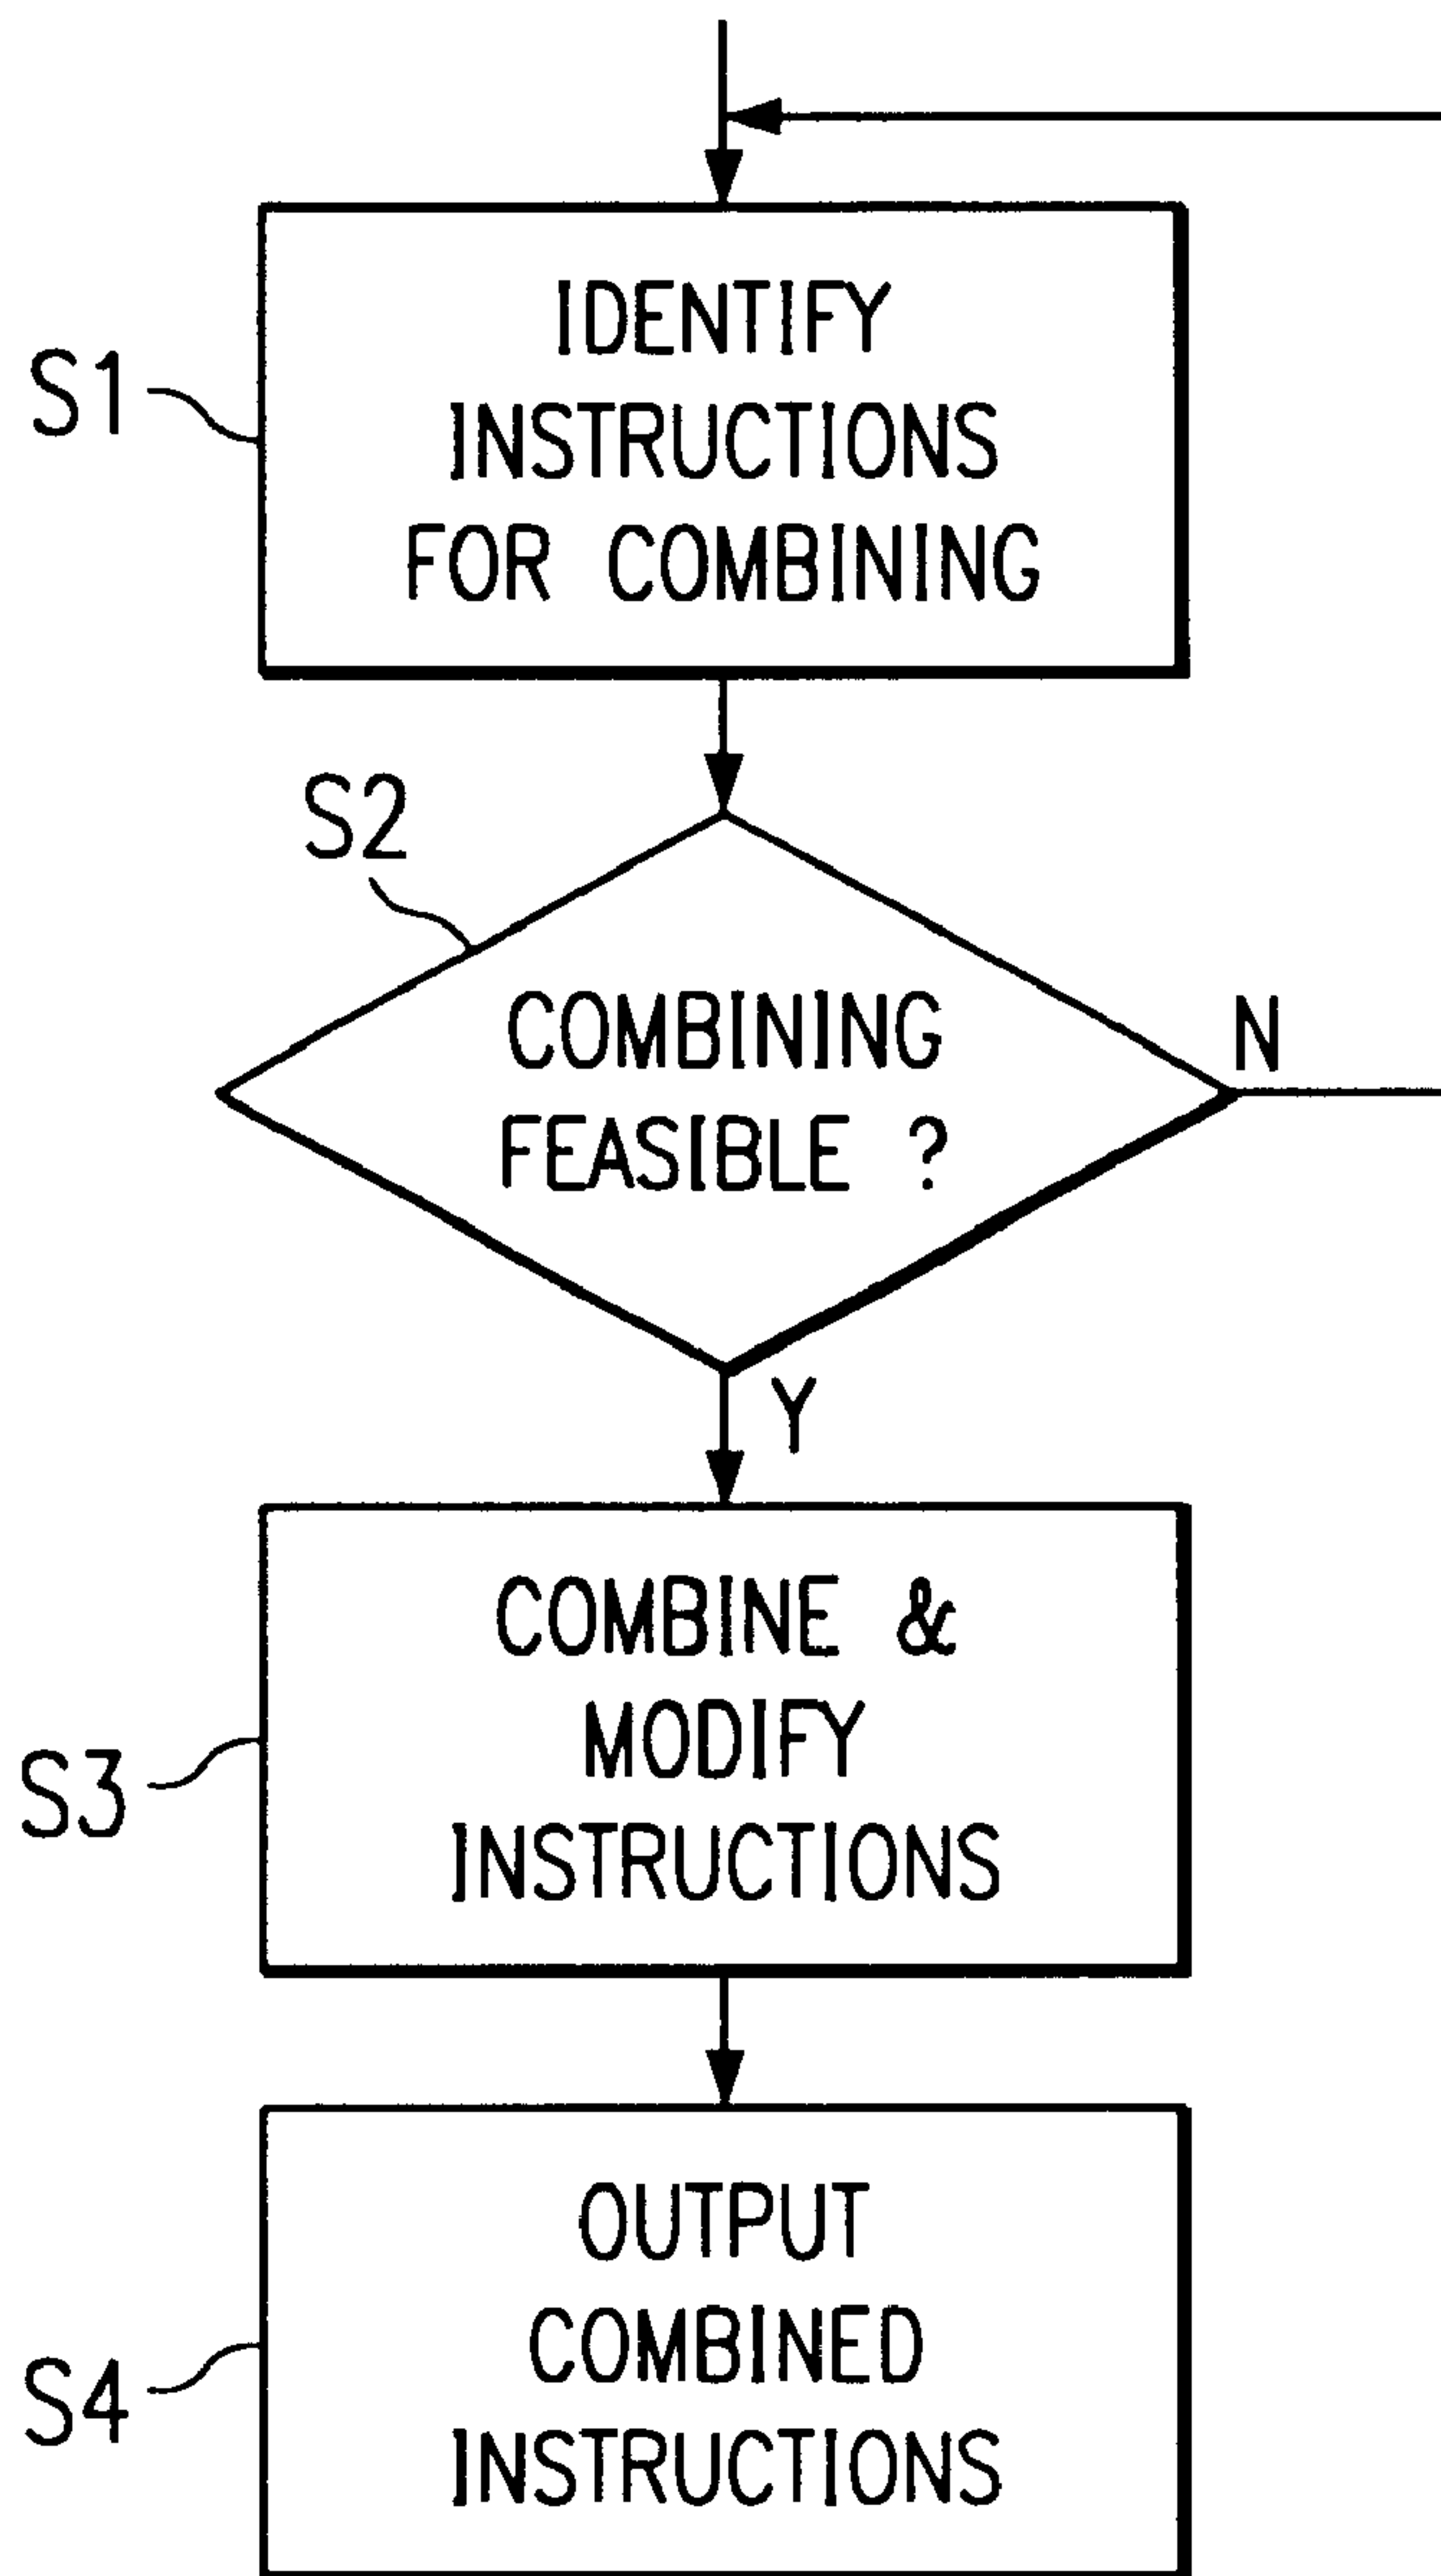 S1
IDENTIFY
INSTRUCTIONS
FOR COMBINING
S2
COMBINING
FEASIBLE ?
N
Y
S3
COMBINE &
MODIFY
INSTRUCTIONS
S4
OUTPUT
COMBINED
INSTRUCTIONS